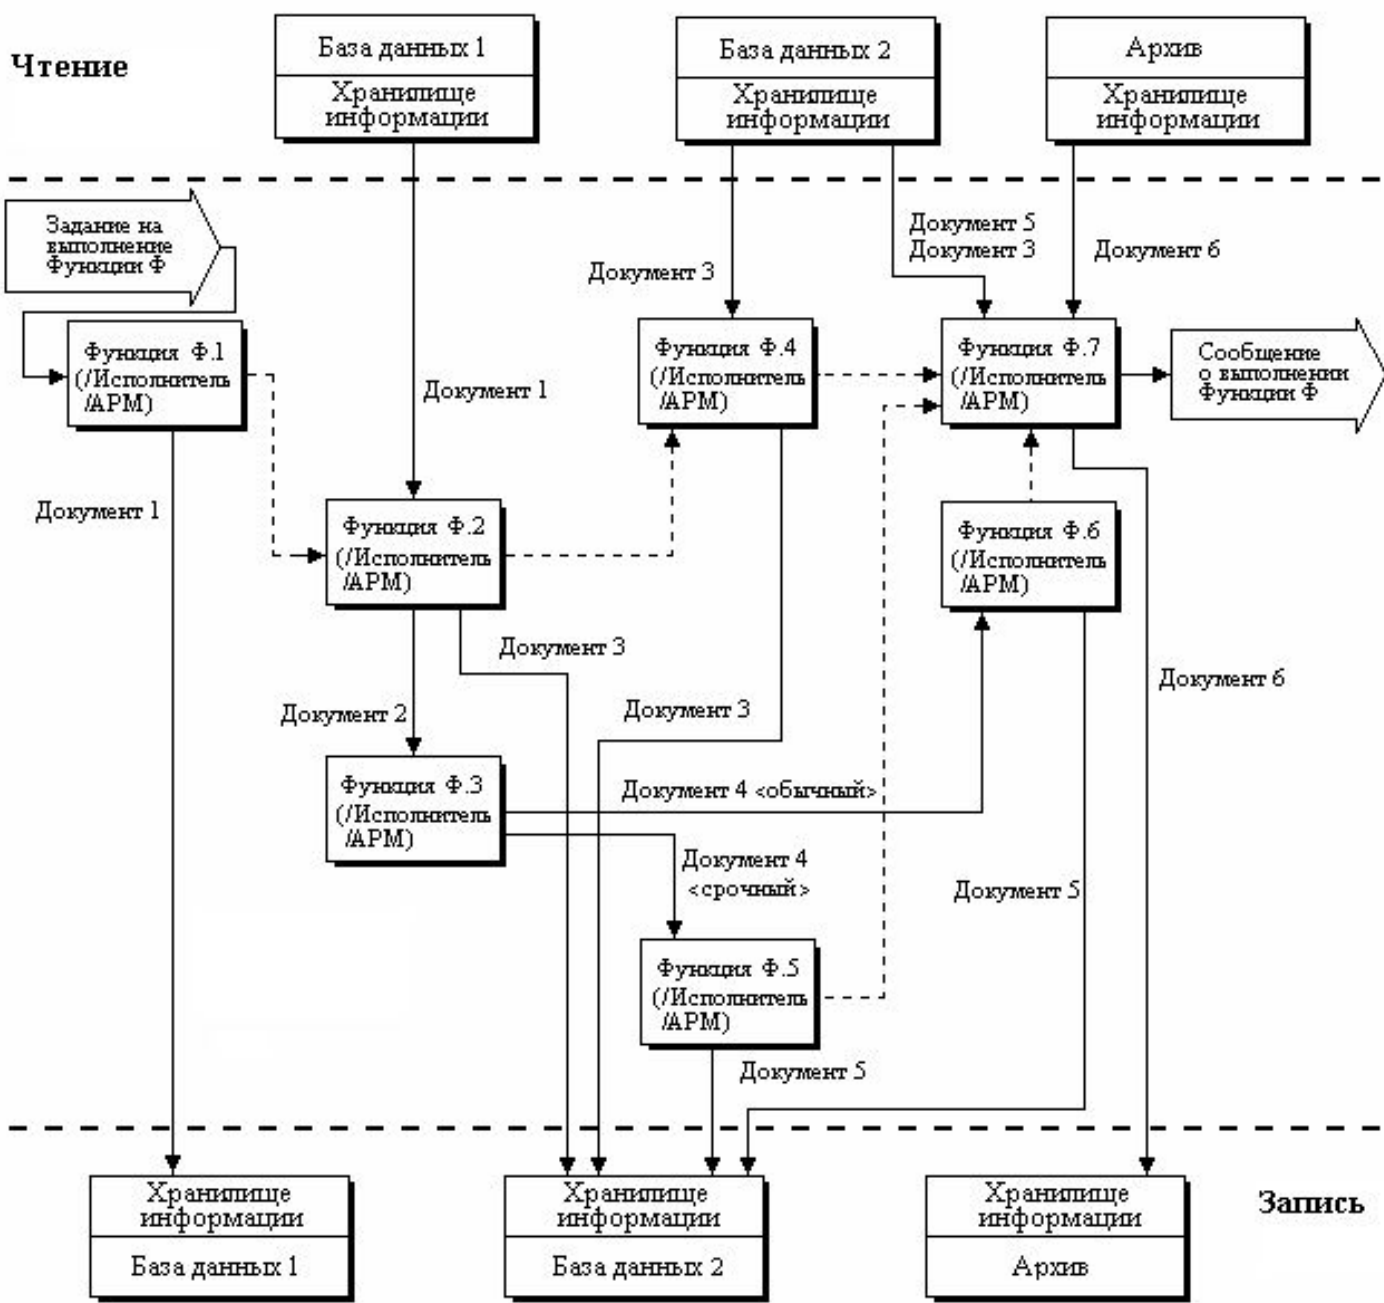 База данных 1
Хранилище
информации
База данных 2
Хранилище
информации
Архив
Хранилище
информации
Чтение
Задание на
выполнение
Функции Ф
Документ 5
Документ 3
Документ 3
Документ 6
Функция Ф.1
(/Исполнитель
/АРМ)
Документ 1
Функция Ф.4
(/Исполнитель
/АРМ)
Функция Ф.7
(/Исполнитель
/АРМ)
Сообщение
о выполнении
Функции Ф
Документ 1
Функция Ф.2
(/Исполнитель
/АРМ)
Функция Ф.6
(/Исполнитель
/АРМ)
Документ 3
Документ 2
Документ 3
Документ 6
Функция Ф.3
(/Исполнитель
/АРМ)
Документ 4 <обычный>
Документ 4
<срочный>
Документ 5
Функция Ф.5
(/Исполнитель
/АРМ)
Документ 5
Хранилище
информации
База данных 1
Хранилище
информации
База данных 2
Хранилище
информации
Архив
Запись